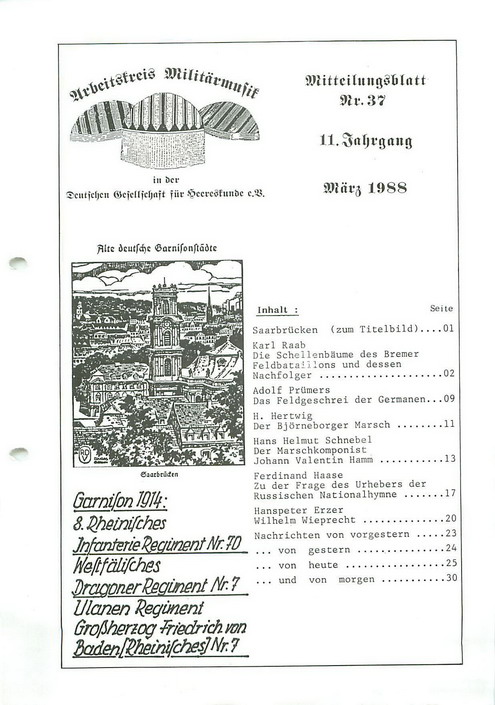 Arbeitskreis Militärmusik
in der
Deutschen Gesellschaft für Heereskunde e.V.
Mitteilungsblatt
Nr. 37
11. Jahrgang
März 1988
Alte deutsche Garnisonstädte
Saarbrücken
Garnison 1914:
8. Rheinisches
Infanterie Regiment Nr. 70
Westfälisches
Dragoner Regiment Nr. 7
Ulanen Regiment
Großherzog Friedrich von
Baden [Rheinisches] Nr. 7
Inhalt : Seite
Saarbrücken (zum Titelbild)....01
Karl Raab
Die Schellenbäume des Bremer
Feldbataillons und dessen
Nachfolger .....................02
Adolf Prümers
Das Feldgeschrei der Germanen...09
H. Hertwig
Der Björneborger Marsch ........11
Hans Helmut Schnebel
Der Marschkomponist
Johann Valentin Hamm ...........13
Ferdinand Haase
Zu der Frage des Urhebers der
Russischen Nationalhymne .......17
Hanspeter Erzer
Wilhelm Wieprecht ..............20
Nachrichten von vorgestern .....23
... von gestern ................24
... von heute ..................25
... und von morgen .............30